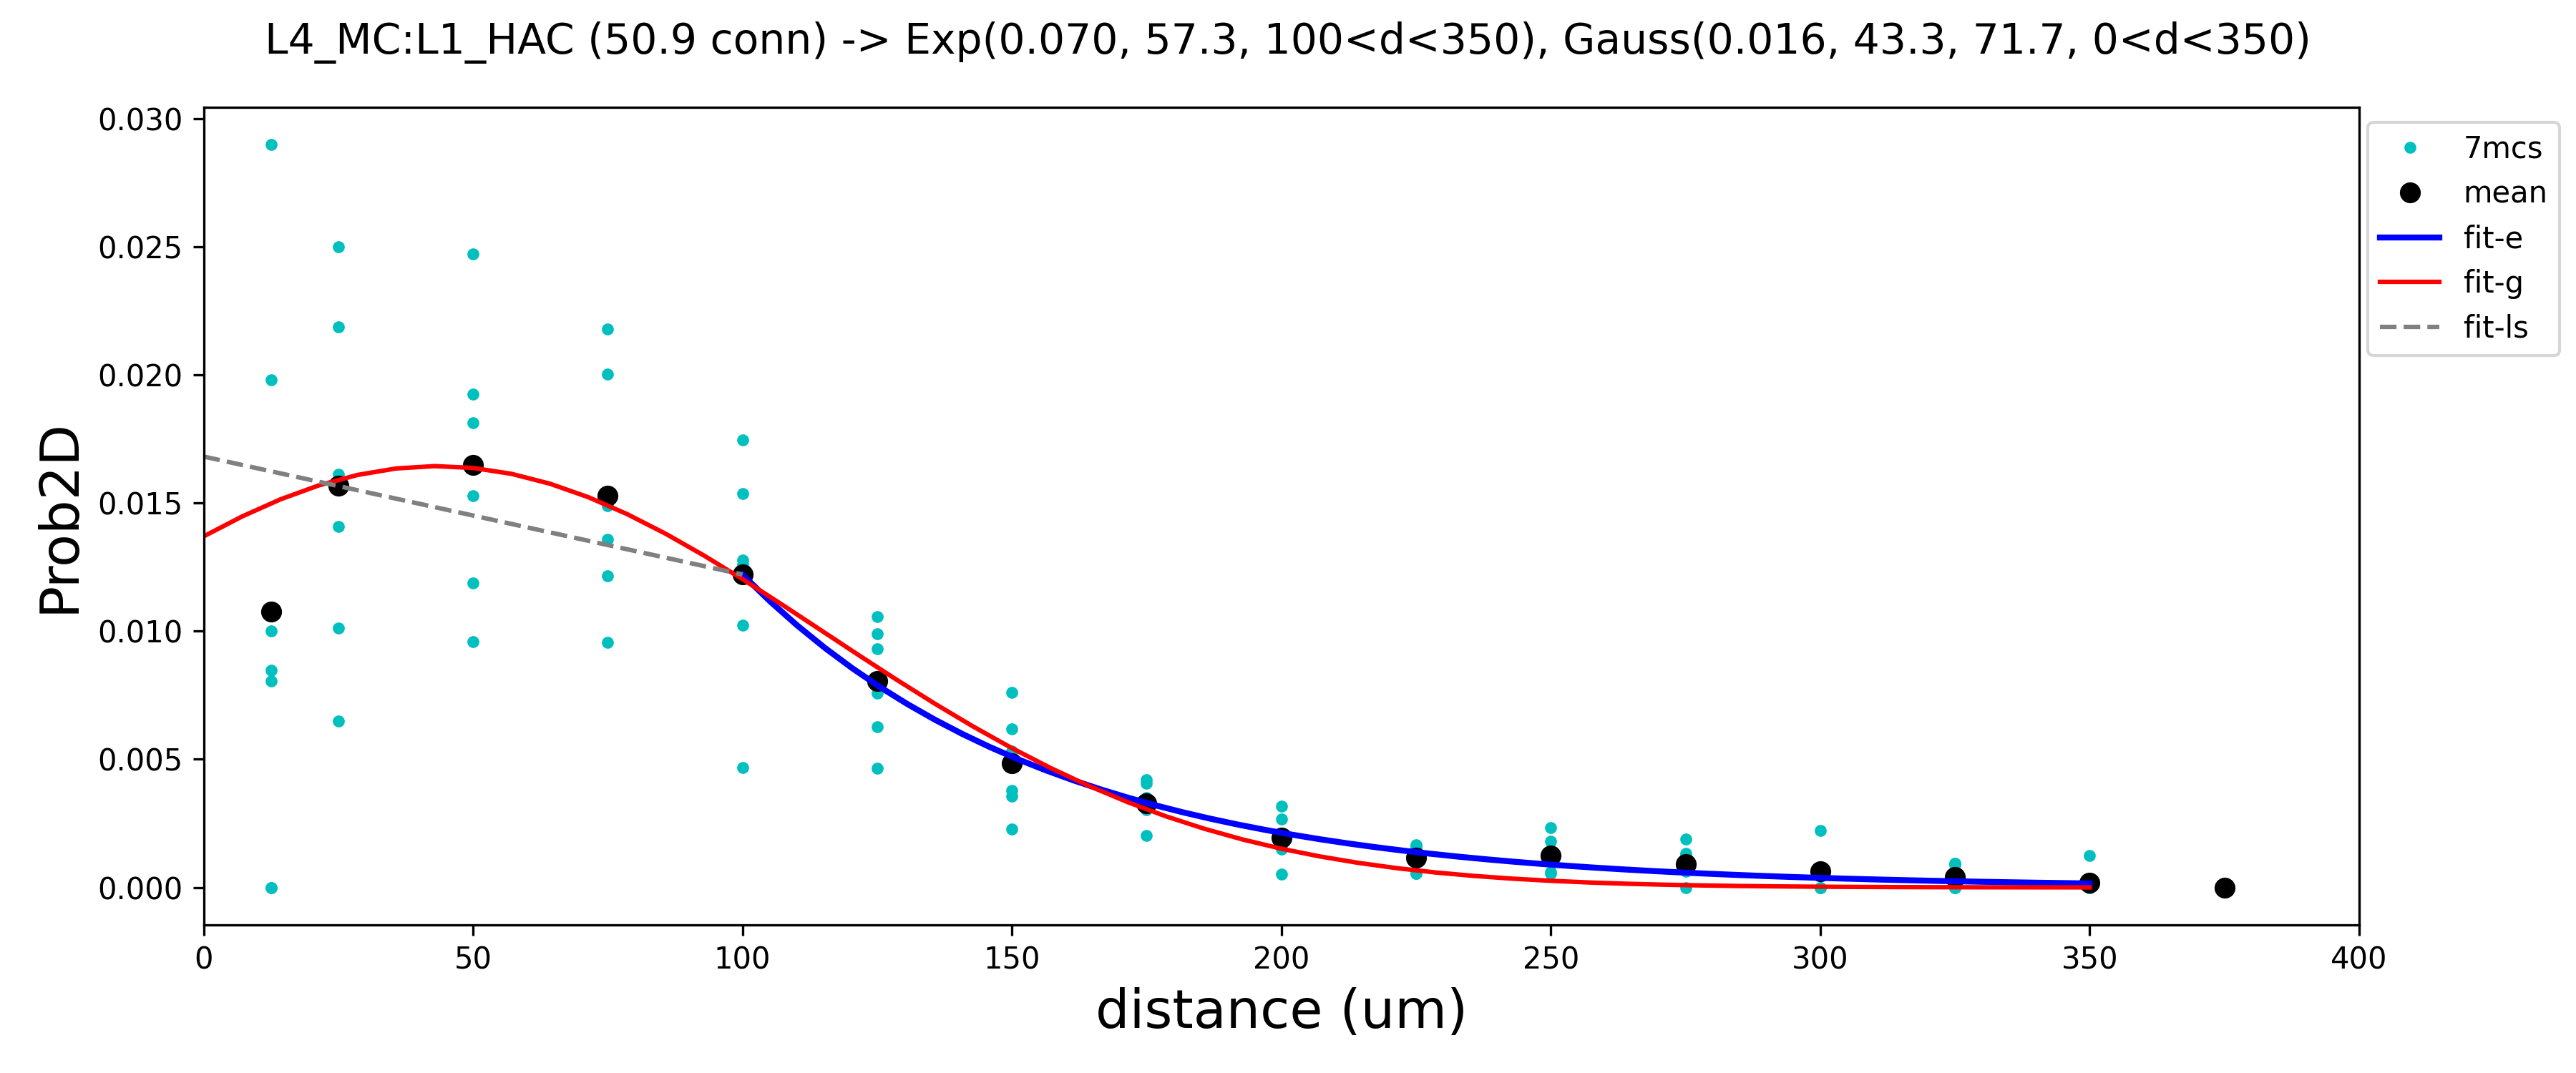 L4_MC:L1_HAC (50.9 conn) -> Exp(0.070, 57.3, 100<d<350), Gauss(0.016, 43.3, 71.7, 0<d<350)
0.030
0.025
0.020
0.015
0.010
0.005
0.000
Prob2D
0 50 100 150 200 250 300 350 400
distance (um)
7mcs
mean
fit-e
fit-g
fit-ls